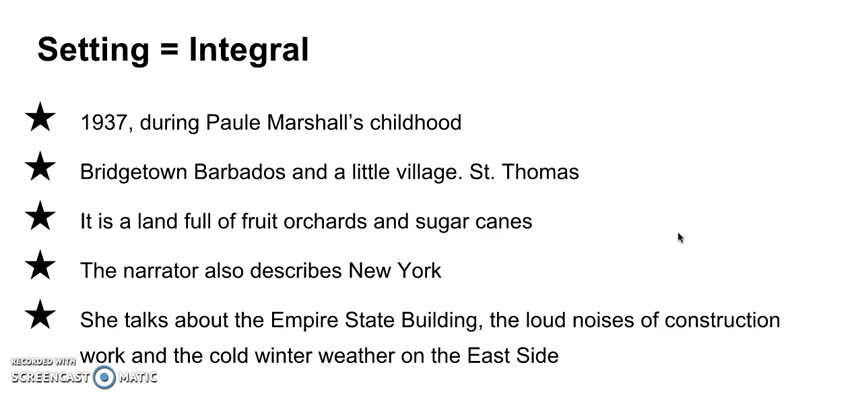 Setting = Integral
1937, during Paule Marshall's childhood
Bridgetown Barbados and a little village. St. Thomas
It is a land full of fruit orchards and sugar canes
The narrator also describes New York
She talks about the Empire State Building, the loud noises of construction
work and the cold winter weather on the East Side
RECORDED WITH
SCREENCAST MATIC